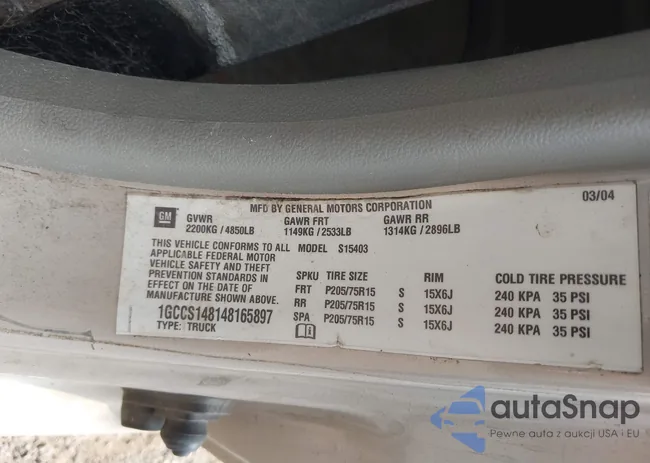 MFD BY GENERAL MOTORS CORPORATION 03/04
GM GVWR GAWR FRT GAWR RR
2200KG / 4850LB 1149KG / 2533LB 1314KG / 2896LB
THIS VEHICLE CONFORMS TO ALL MODEL S15403
APPLICABLE FEDERAL MOTOR
VEHICLE SAFETY AND THEFT
PREVENTION STANDARDS IN
EFFECT ON THE DATE OF
MANUFACTURE SHOWN ABOVE.
1GCCS148148165897
TYPE: TRUCK
SPKU TIRE SIZE RIM COLD TIRE PRESSURE
FRT P205/75R15 S 15X6J 240 KPA 35 PSI
RR P205/75R15 S 15X6J 240 KPA 35 PSI
SPA P205/75R15 S 15X6J 240 KPA 35 PSI
autaSnap
Pewne auta z aukcji USA i EU